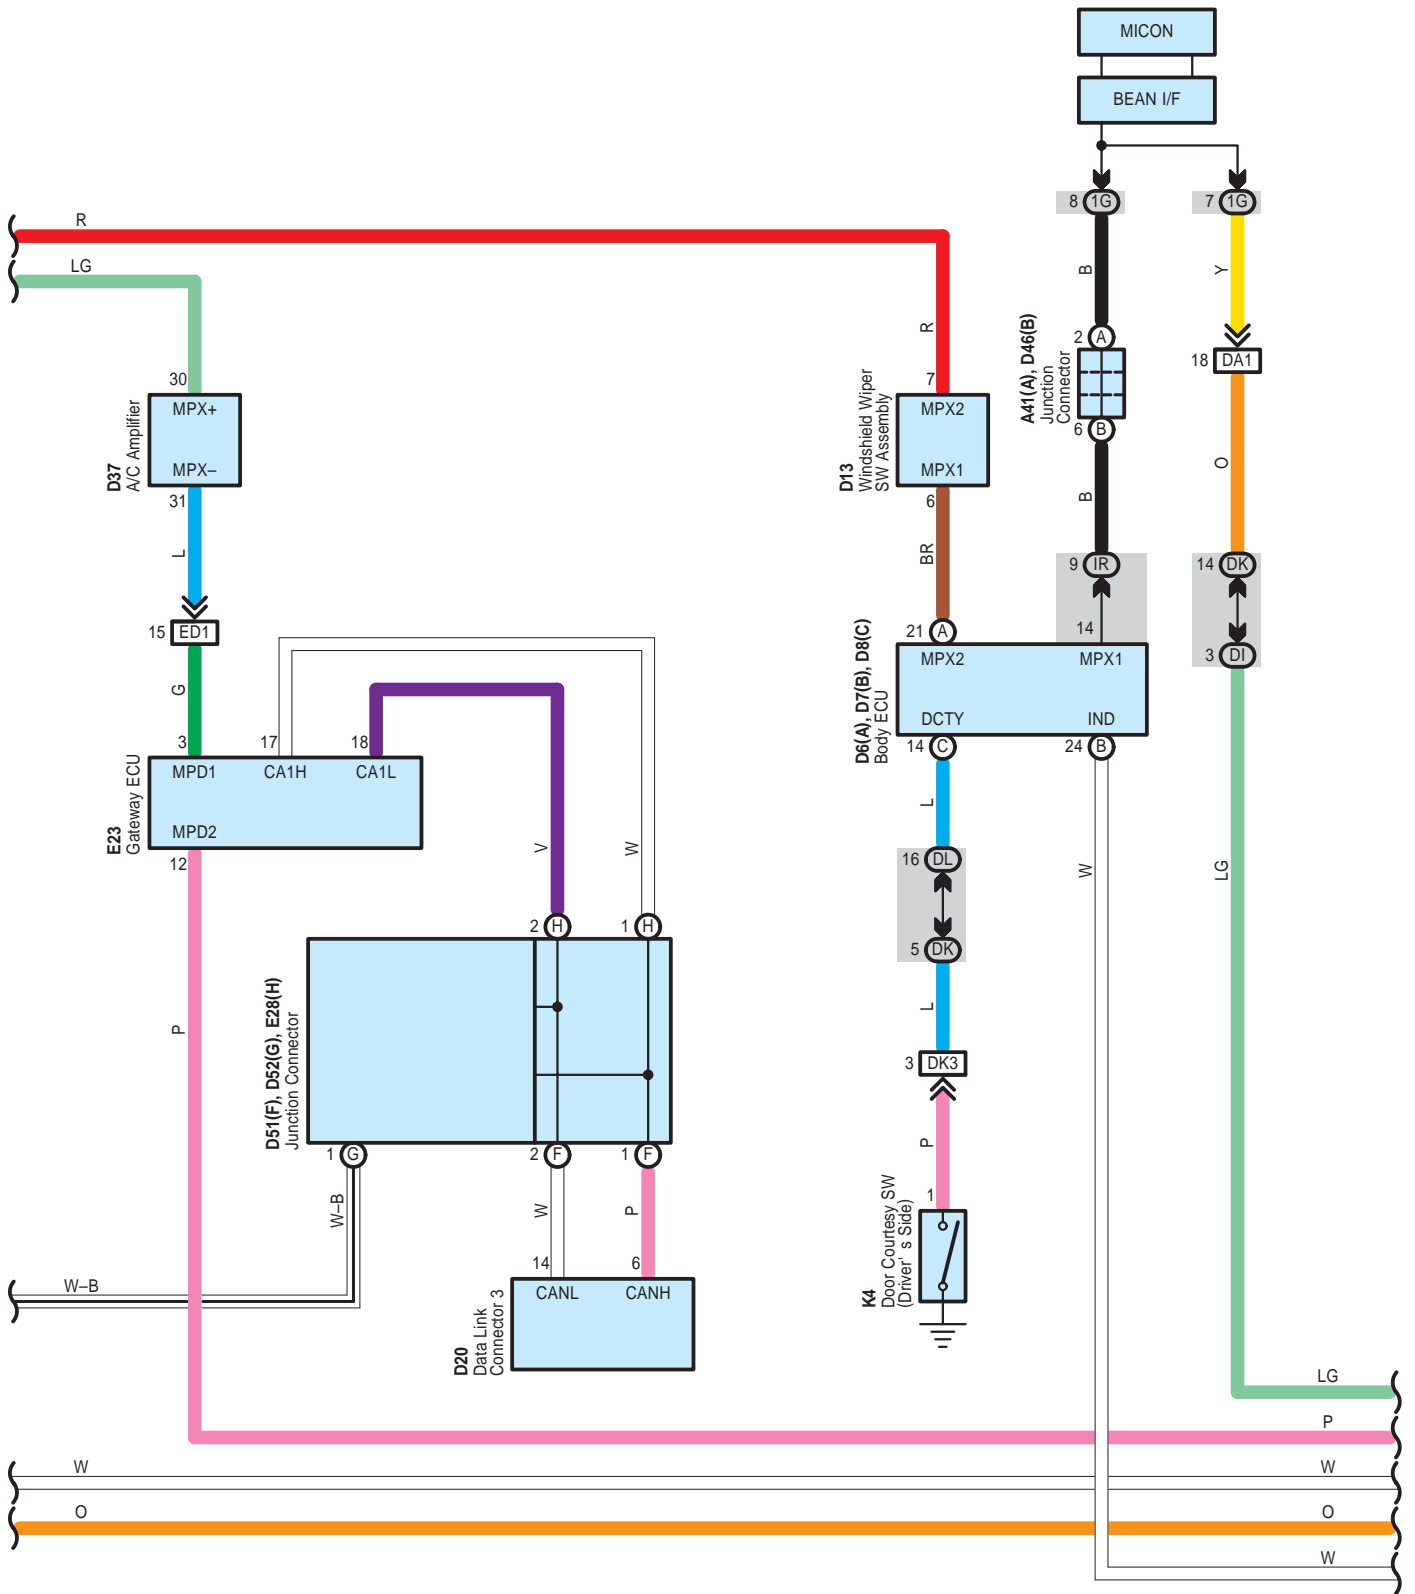 MICON
BEAN I/F
8 1G
7 1G
R
LG
B
Y
R
2 A
A41(A), D46(B)
Junction
Connector
18 DA1
30
7
MPX+
MPX–
D37
A/C Amplifier
MPX2
MPX1
D13
Windshield Wiper
SW Assembly
6 B
31
6
O
L
BR
B
9 IR
14 DK
15 ED1
21 A
14
3 DI
G
MPX2
MPX1
DCTY
IND
D6(A), D7(B), D8(C)
Body ECU
3
17
18
14 C
24 B
MPD1
CA1H
CA1L
MPD2
E23
Gateway ECU
12
L
V
W
16 DL
W
LG
2 H
1 H
5 DK
D51(F), D52(G), E28(H)
Junction Connector
P
L
3 DK3
1 G
2 F
1 F
P
W–B
W
P
1
K4
Door Courtesy SW
(Driver' s Side)
14
6
W–B
CANL
CANH
D20
Data Link
Connector 3
LG
P
W
W
O
O
W